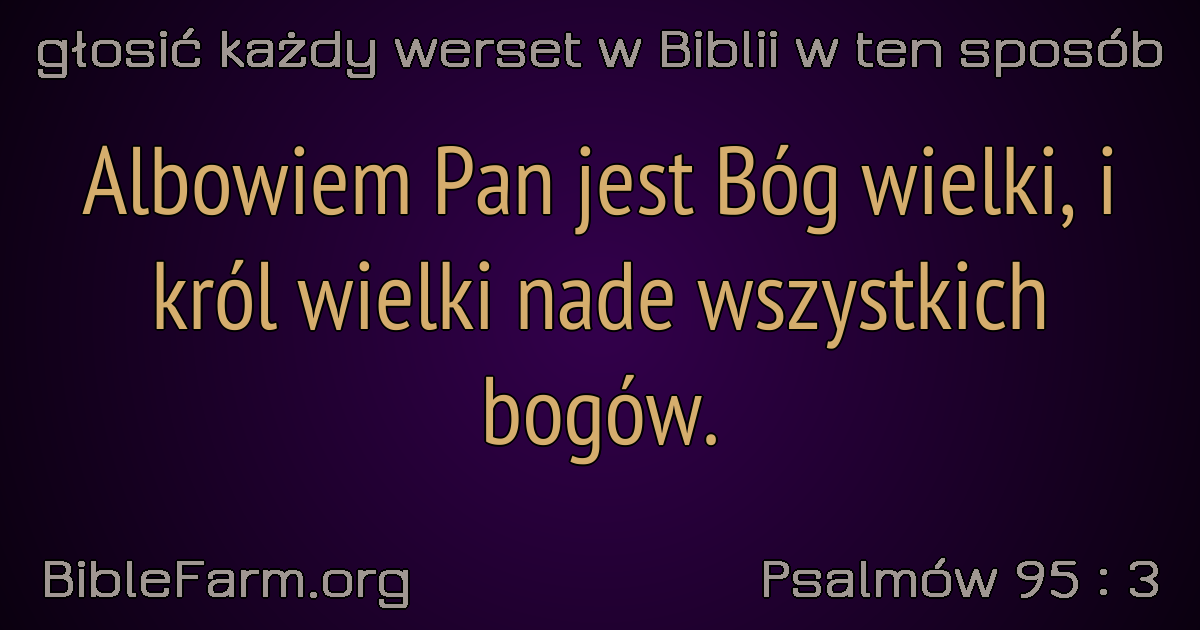 głosić każdy werset w Biblii w ten sposób
Albowiem Pan jest Bóg wielki, i
król wielki nade wszystkich
bogów.
BibleFarm.org
Psalmów 95 : 3